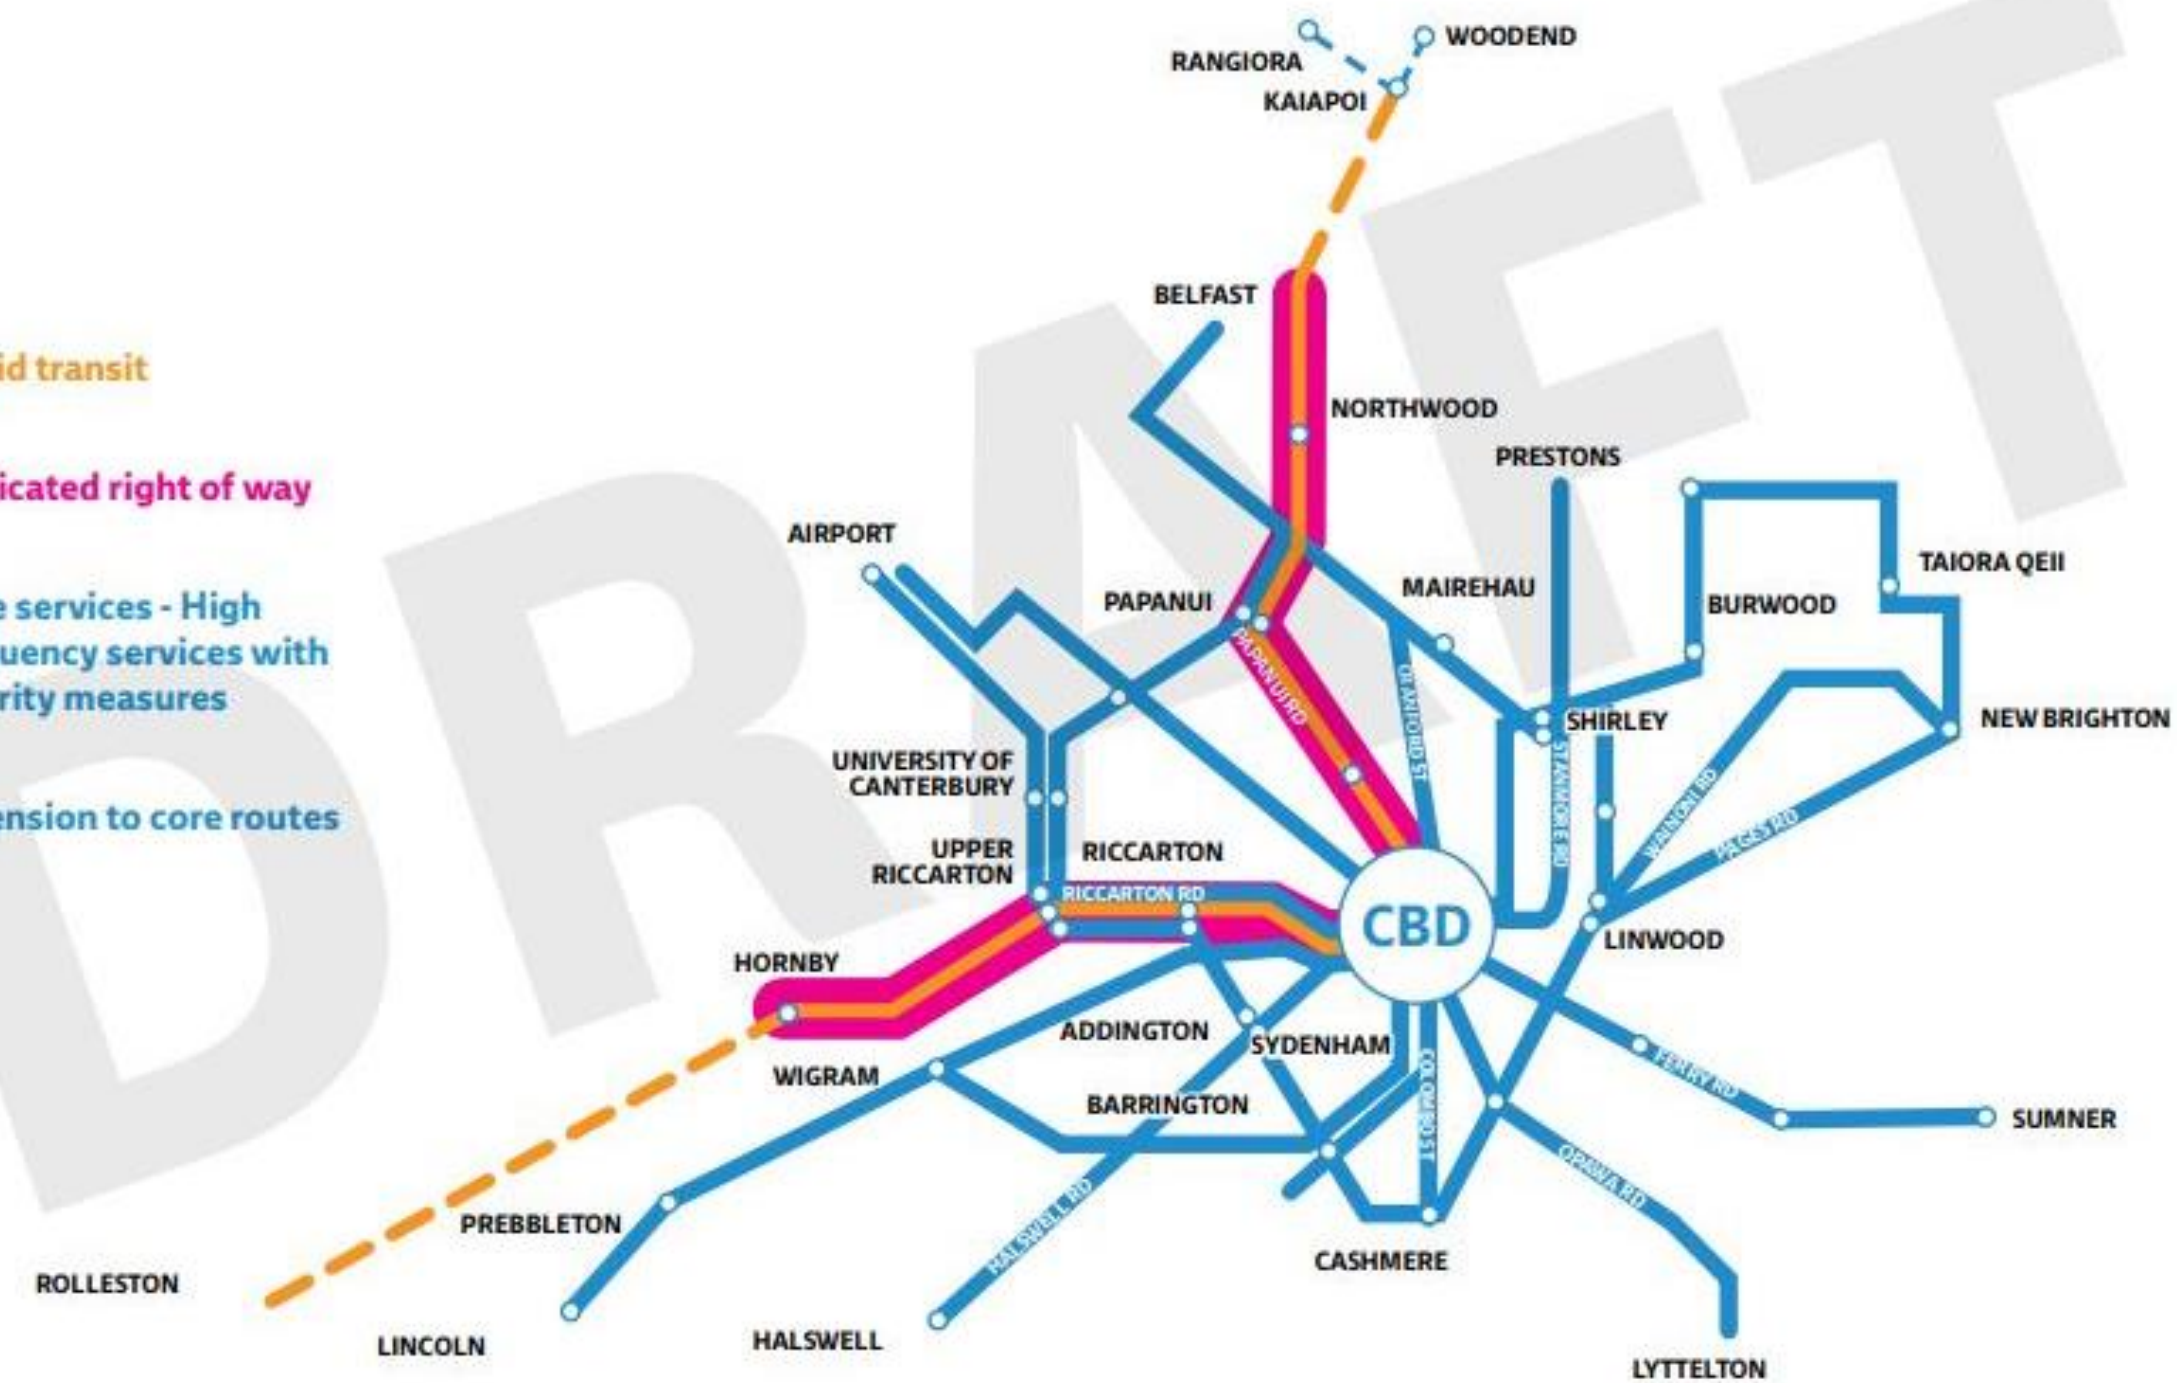 WOODEND
RANGIORA
KAIAPOI
BELFAST
id transit
NORTHWOOD
PRESTONS
icated right of way
AIRPORT
TAIORA QEII
MAIREHAU
PAPANUI
BURWOOD
e services - High
uency services with
rity measures
PAPANUI RD
CRANFORD ST
SHIRLEY
NEW BRIGHTON
UNIVERSITY OF
CANTERBURY
STANMORE RD
WAINONI RD
PAGES RD
ension to core routes
UPPER
RICCARTON
RICCARTON
RICCARTON RD
CBD
LINWOOD
HORNBY
ADDINGTON
SYDENHAM
WIGRAM
BARRINGTON
COLOMBO ST
FERRY RD
SUMNER
OPAWA RD
HALSWELL RD
PREBBLETON
CASHMERE
ROLLESTON
LINCOLN
HALSWELL
LYTTELTON
DRAFT